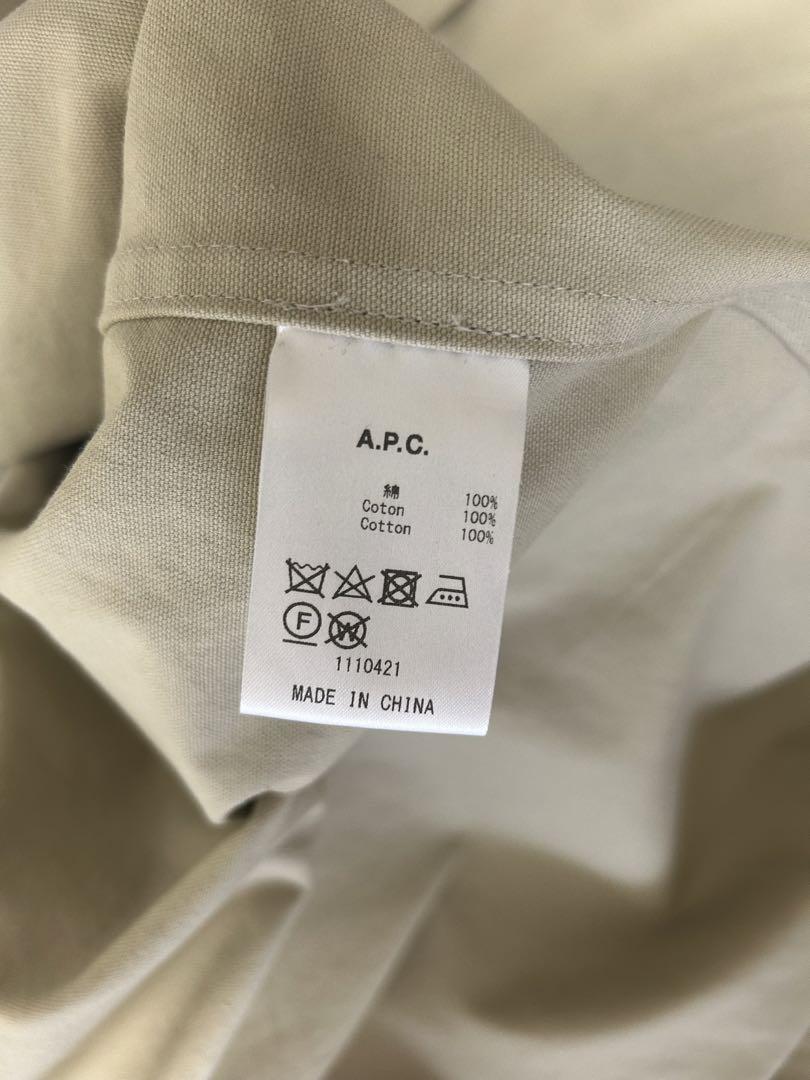 A.P.C.
綿 100%
Coton 100%
Cotton 100%
F W
1110421
MADE IN CHINA